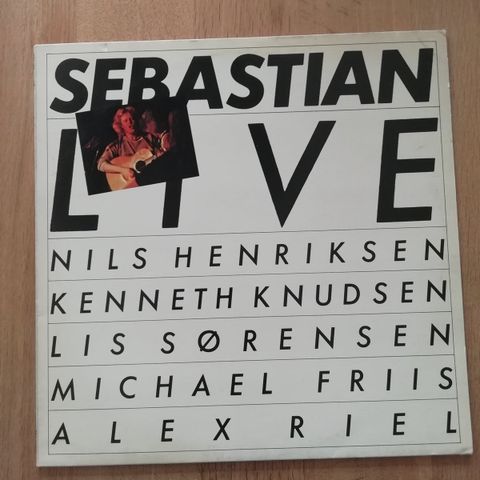 SEBASTIAN
LIVE
NILS HENRIKSEN
KENNETH KNUDSEN
LIS SØRENSEN
MICHAEL FRIIS
ALEX RIEL